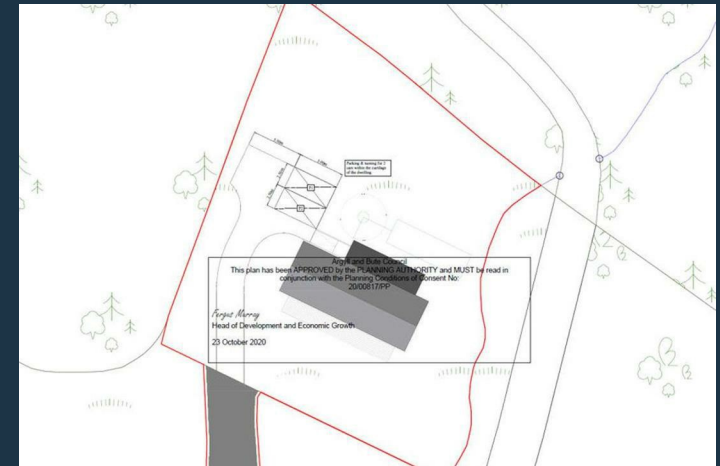 Parking & turning for 2
cars within the curtilage
of the dwelling.
Argyll and Bute Council
This plan has been APPROVED by the PLANNING AUTHORITY and MUST be read in
conjunction with the Planning Conditions of Consent No:
20/00817/PP
Fergus Murray
Head of Development and Economic Growth
23 October 2020